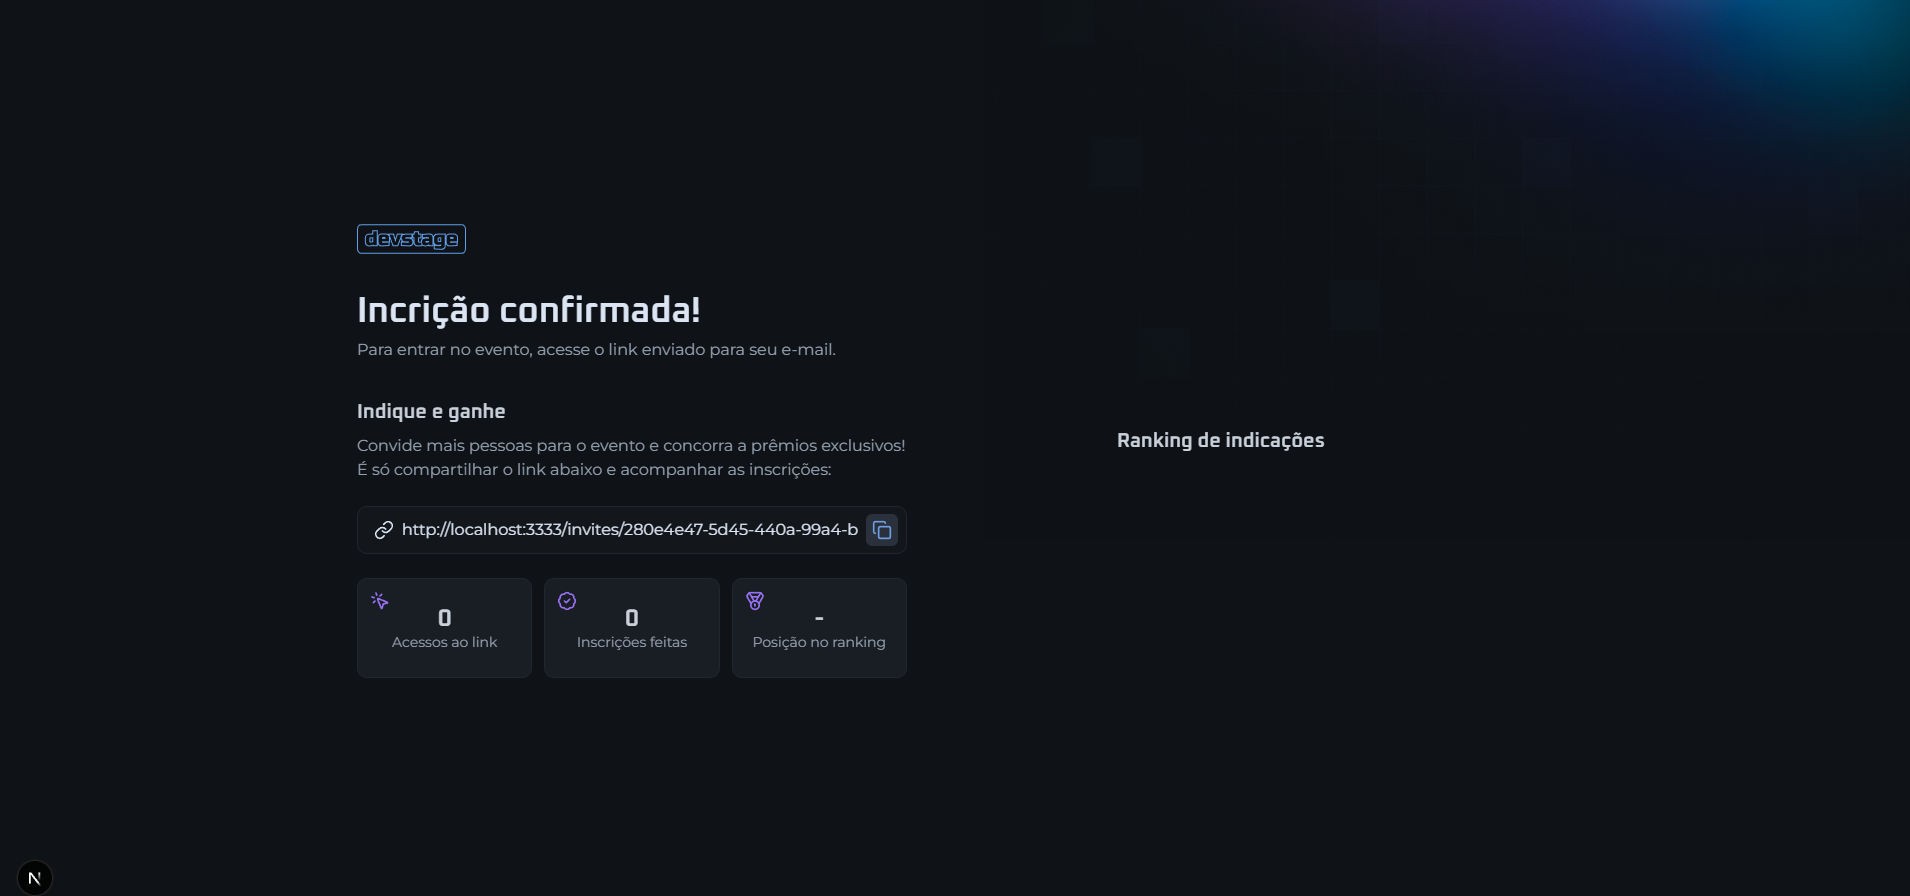 devstage
Incrição confirmada!
Para entrar no evento, acesse o link enviado para seu e-mail.
Indique e ganhe
Convide mais pessoas para o evento e concorra a prêmios exclusivos!
É só compartilhar o link abaixo e acompanhar as inscrições:
http://localhost:3333/invites/280e4e47-5d45-440a-99a4-b
0
Acessos ao link
0
Inscrições feitas
-
Posição no ranking
Ranking de indicações
N